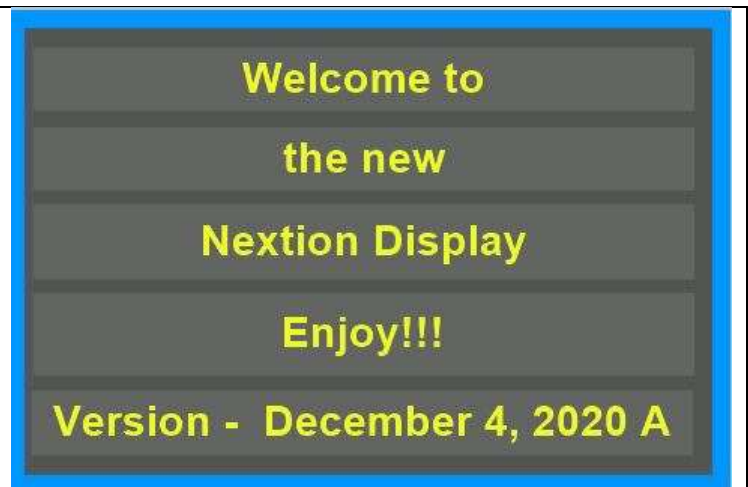 Welcome to
the new
Nextion Display
Enjoy!!!
Version -  December 4, 2020 A